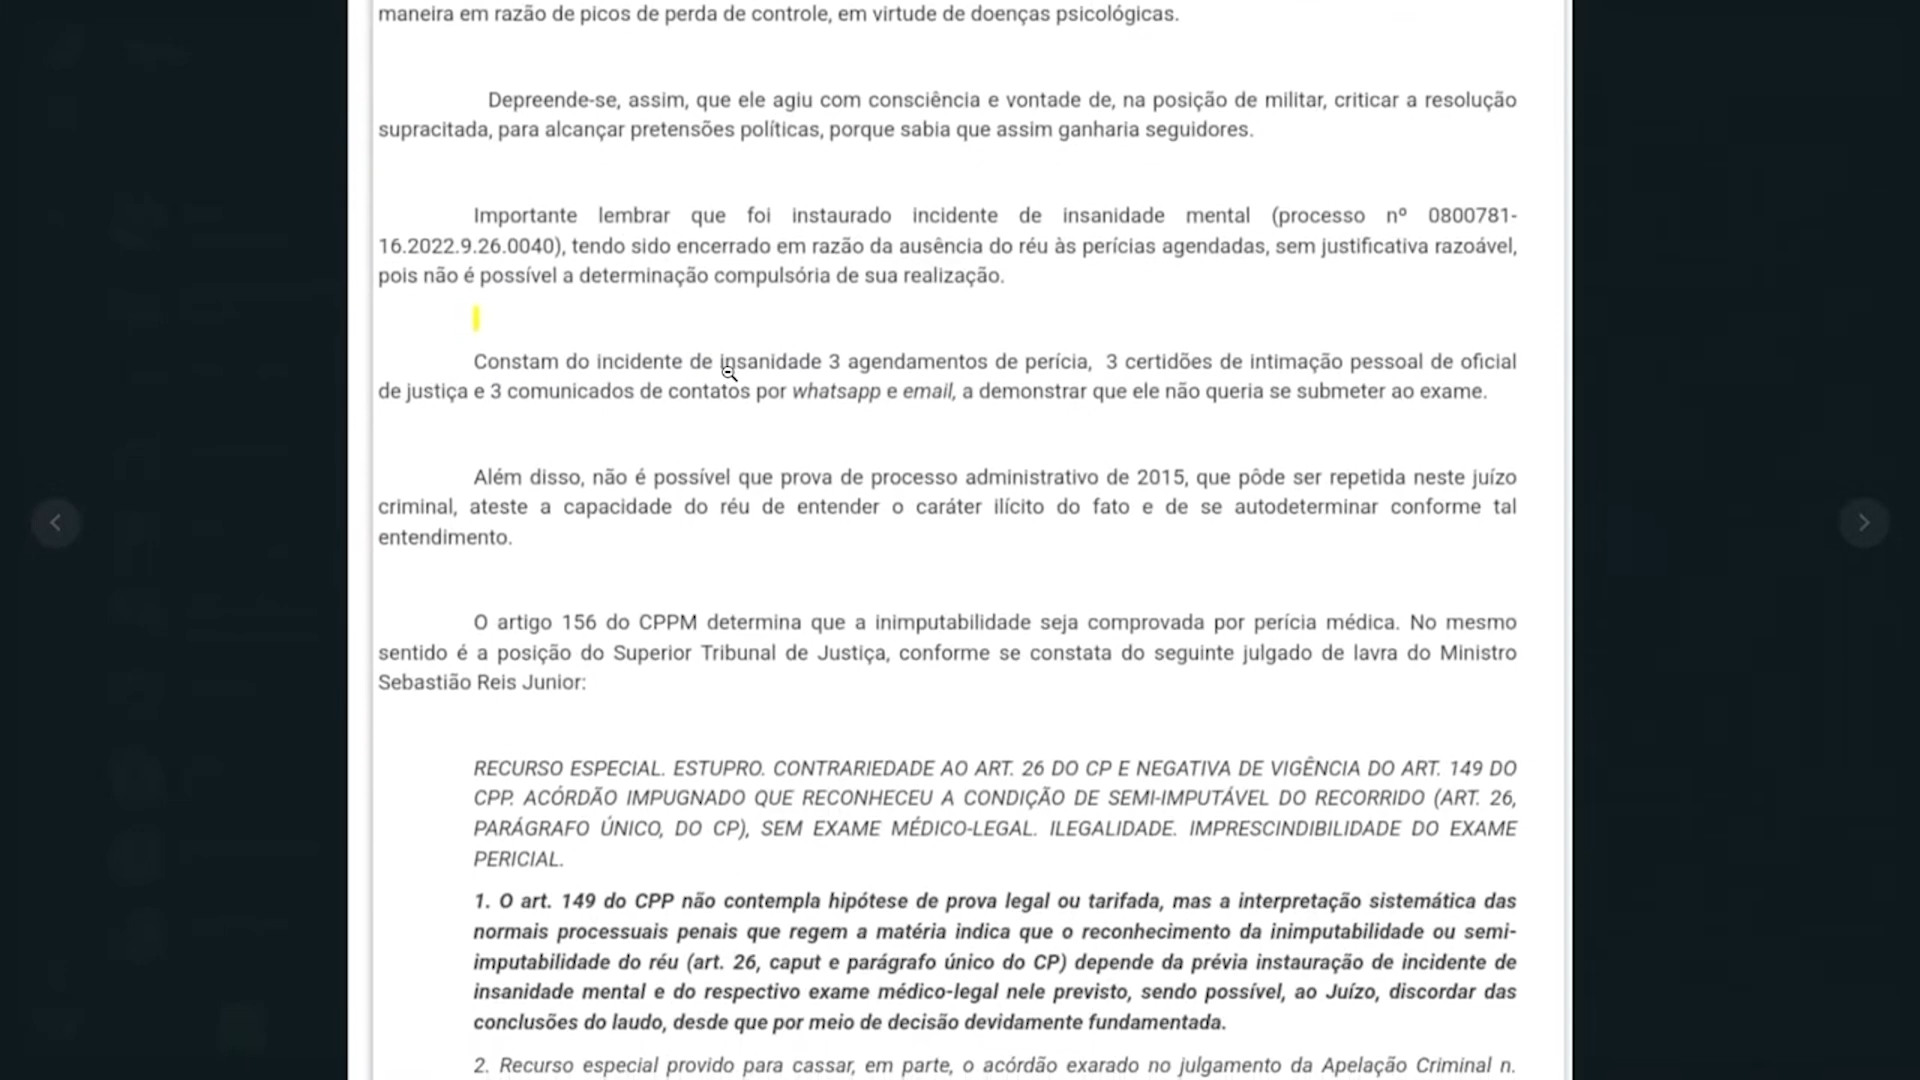 maneira em razão de picos de perda de controle, em virtude de doenças psicológicas.
Depreende-se, assim, que ele agiu com consciência e vontade de, na posição de militar, criticar a resolução
supracitada, para alcançar pretensões políticas, porque sabia que assim ganharia seguidores.
Importante lembrar que foi instaurado incidente de insanidade mental (processo nº 0800781-
16.2022.9.26.0040), tendo sido encerrado em razão da ausência do réu às perícias agendadas, sem justificativa razoável,
pois não é possível a determinação compulsória de sua realização.
Constam do incidente de insanidade 3 agendamentos de perícia, 3 certidões de intimação pessoal de oficial
de justiça e 3 comunicados de contatos por whatsapp e email, a demonstrar que ele não queria se submeter ao exame.
Além disso, não é possível que prova de processo administrativo de 2015, que pôde ser repetida neste juízo
criminal, ateste a capacidade do réu de entender o caráter ilícito do fato e de se autodeterminar conforme tal
entendimento.
O artigo 156 do CPPM determina que a inimputabilidade seja comprovada por perícia médica. No mesmo
sentido é a posição do Superior Tribunal de Justiça, conforme se constata do seguinte julgado de lavra do Ministro
Sebastião Reis Junior:
RECURSO ESPECIAL. ESTUPRO. CONTRARIEDADE AO ART. 26 DO CP E NEGATIVA DE VIGÊNCIA DO ART. 149 DO
CPP. ACÓRDÃO IMPUGNADO QUE RECONHECEU A CONDIÇÃO DE SEMI-IMPUTÁVEL DO RECORRIDO (ART. 26,
PARÁGRAFO ÚNICO, DO CP), SEM EXAME MÉDICO-LEGAL. ILEGALIDADE. IMPRESCINDIBILIDADE DO EXAME
PERICIAL.
1. O art. 149 do CPP não contempla hipótese de prova legal ou tarifada, mas a interpretação sistemática das
normais processuais penais que regem a matéria indica que o reconhecimento da inimputabilidade ou semi-
imputabilidade do réu (art. 26, caput e parágrafo único do CP) depende da prévia instauração de incidente de
insanidade mental e do respectivo exame médico-legal nele previsto, sendo possível, ao Juízo, discordar das
conclusões do laudo, desde que por meio de decisão devidamente fundamentada.
2. Recurso especial provido para cassar, em parte, o acórdão exarado no julgamento da Apelação Criminal n.